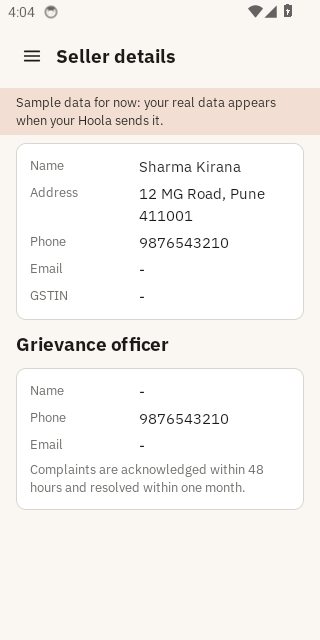 4:04
Seller details
Sample data for now: your real data appears
when your Hoola sends it.
Name Sharma Kirana
Address 12 MG Road, Pune
411001
Phone 9876543210
Email -
GSTIN -
Grievance officer
Name -
Phone 9876543210
Email -
Complaints are acknowledged within 48
hours and resolved within one month.